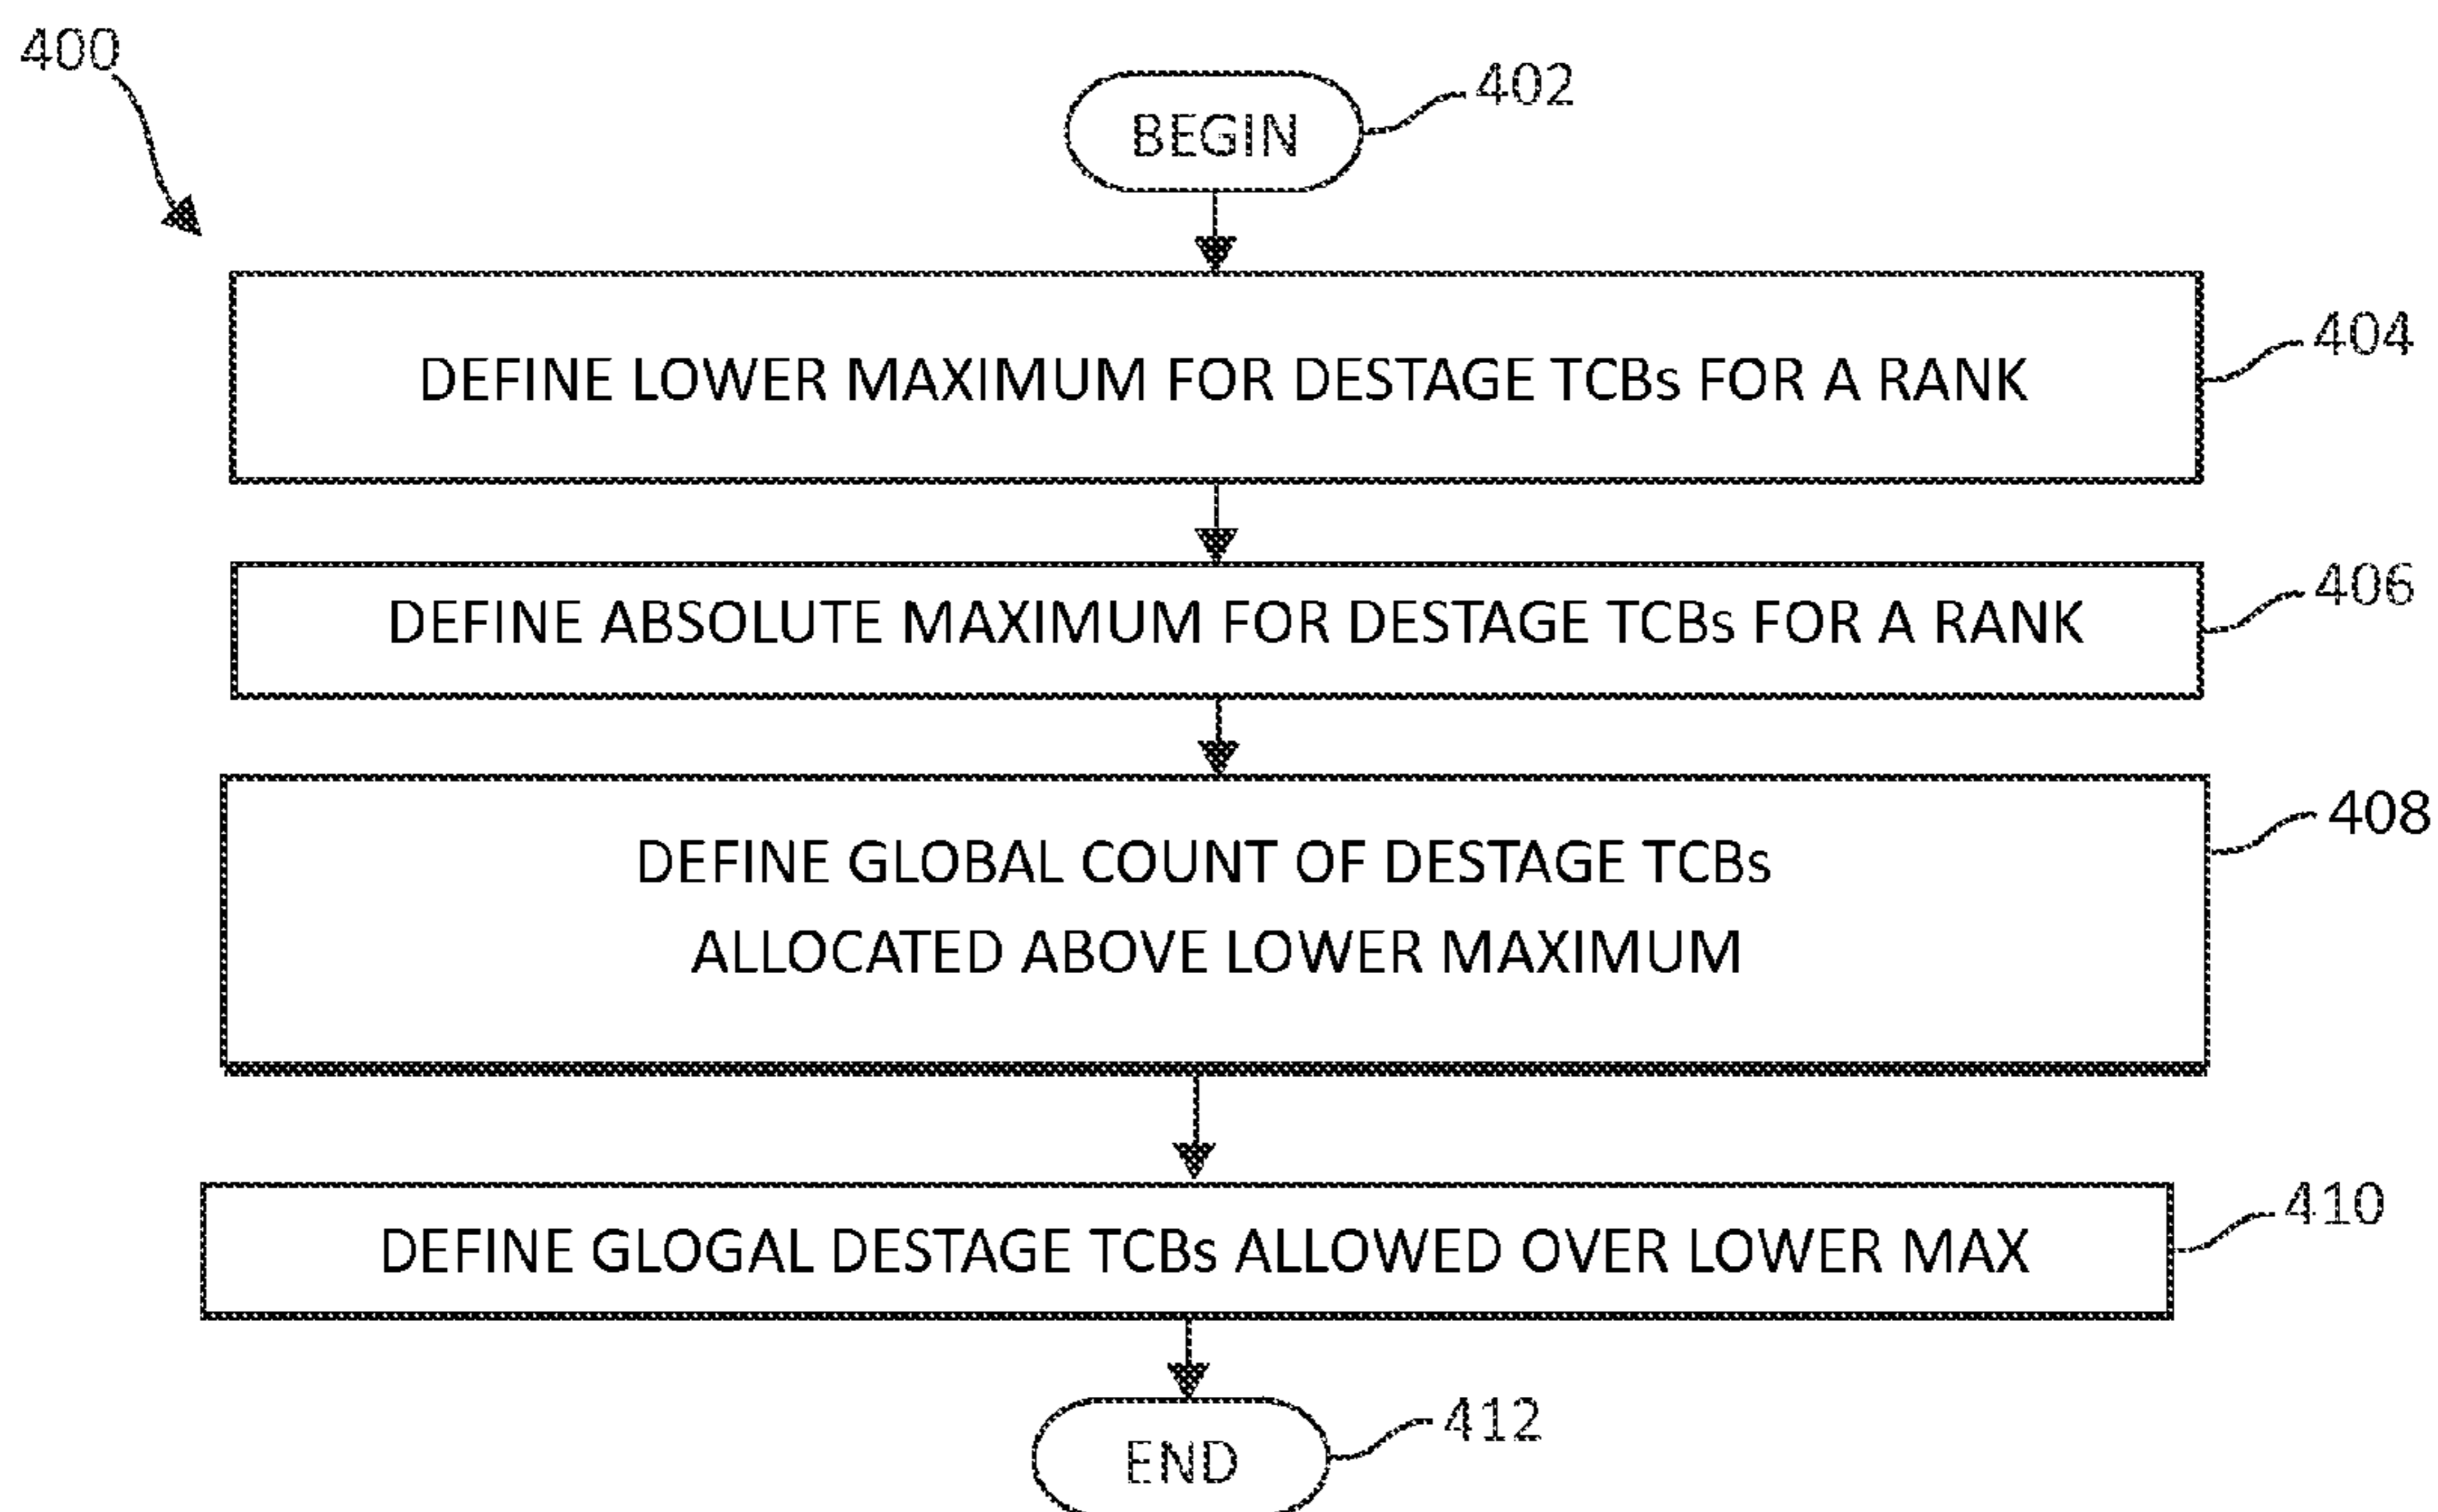 400
BEGIN
402
DEFINE LOWER MAXIMUM FOR DESTAGE TCBs FOR A RANK
404
DEFINE ABSOLUTE MAXIMUM FOR DESTAGE TCBs FOR A RANK
406
DEFINE GLOBAL COUNT OF DESTAGE TCBs
ALLOCATED ABOVE LOWER MAXIMUM
408
DEFINE GLOGAL DESTAGE TCBs ALLOWED OVER LOWER MAX
410
END
412